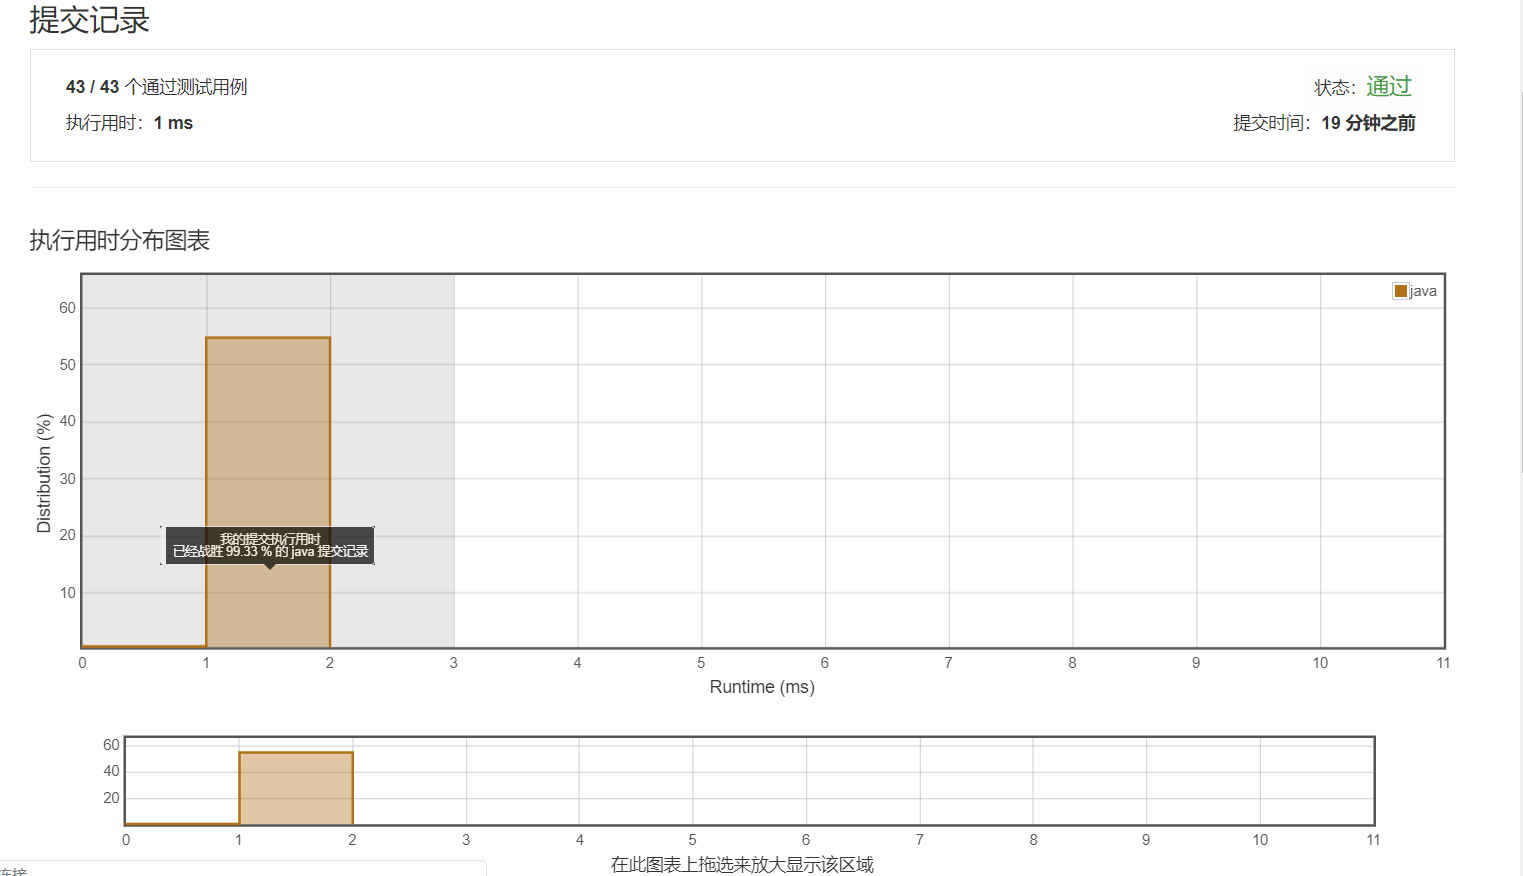 提交记录
43 / 43 个通过测试用例
状态：通过
执行用时：1 ms
提交时间：19 分钟之前
执行用时分布图表
java
60
50
40
30
20
10
Distribution (%)
我的提交执行用时
已经战胜 99.33 % 的 java 提交记录
0 1 2 3 4 5 6 7 8 9 10 11
Runtime (ms)
60
40
20
0 1 2 3 4 5 6 7 8 9 10 11
在此图表上拖选来放大显示该区域
连接